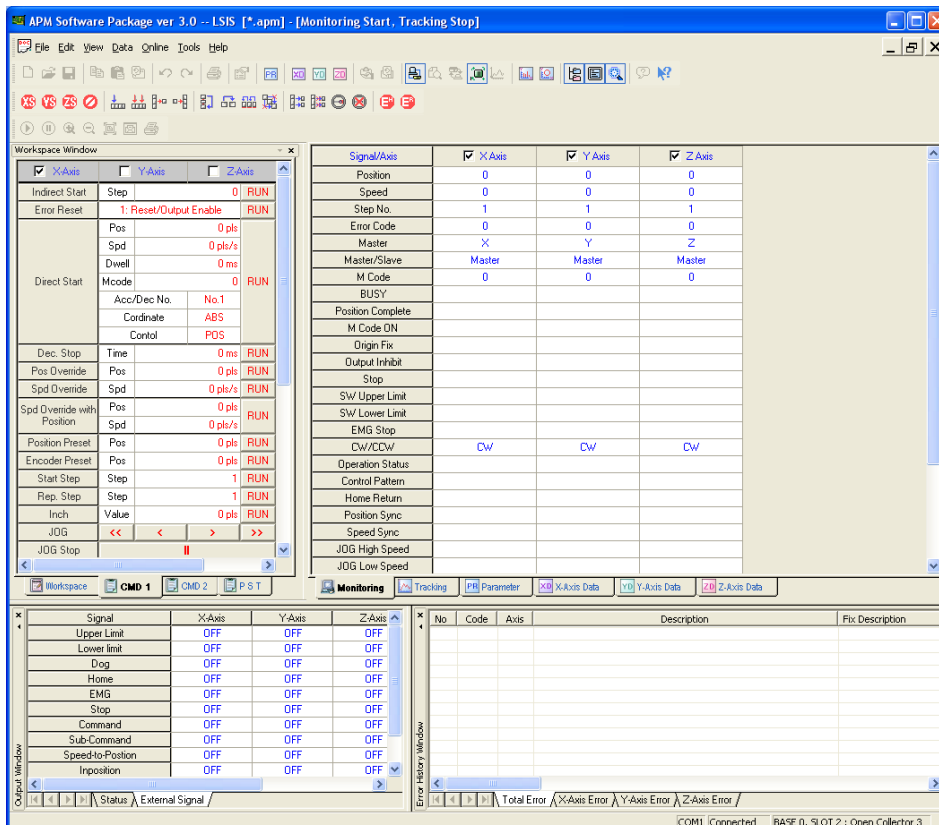 APM Software Package ver 3.0 -- LSIS [*.apm] - [Monitoring Start, Tracking Stop]
File Edit View Data Online Tools Help
PR XD YD ZD
XS YS ZS
Workspace Window
X-Axis Y-Axis Z-Axis
Indirect Start Step 0 RUN
Error Reset 1: Reset/Output Enable RUN
Direct Start
Pos 0 pls
Spd 0 pls/s
Dwell 0 ms
Mcode 0 RUN
Acc/Dec No. No.1
Cordinate ABS
Contol POS
Dec. Stop Time 0 ms RUN
Pos Override Pos 0 pls RUN
Spd Override Spd 0 pls/s RUN
Spd Override with Position
Pos 0 pls RUN
Spd 0 pls/s
Position Preset Pos 0 pls RUN
Encoder Preset Pos 0 pls RUN
Start Step Step 1 RUN
Rep. Step Step 1 RUN
Inch Value 0 pls RUN
JOG << < > >>
JOG Stop II
Workspace CMD 1 CMD 2 P S T
Signal/Axis X Axis Y Axis Z Axis
Position 0 0 0
Speed 0 0 0
Step No. 1 1 1
Error Code 0 0 0
Master X Y Z
Master/Slave Master Master Master
M Code 0 0 0
BUSY
Position Complete
M Code ON
Origin Fix
Output Inhibit
Stop
SW Upper Limit
SW Lower Limit
EMG Stop
CW/CCW CW CW CW
Operation Status
Control Pattern
Home Return
Position Sync
Speed Sync
JOG High Speed
JOG Low Speed
Monitoring Tracking PR Parameter XD X-Axis Data YD Y-Axis Data ZD Z-Axis Data
Output Window
Signal X-Axis Y-Axis Z-Axis
Upper Limit OFF OFF OFF
Lower limit OFF OFF OFF
Dog OFF OFF OFF
Home OFF OFF OFF
EMG OFF OFF OFF
Stop OFF OFF OFF
Command OFF OFF OFF
Sub-Command OFF OFF OFF
Speed-to-Postion OFF OFF OFF
Inposition OFF OFF OFF
Status External Signal
Error History Window
No Code Axis Description Fix Description
Total Error X-Axis Error Y-Axis Error Z-Axis Error
COM1 Connected BASE 0, SLOT 2 : Open Collector 3